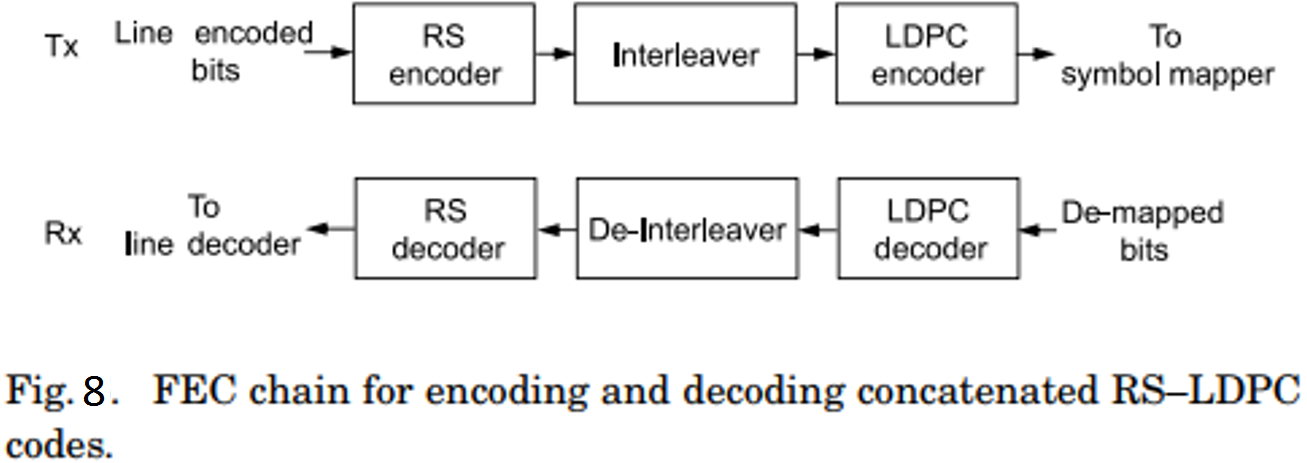 Tx
Line encoded
bits
RS
encoder
Interleaver
LDPC
encoder
To
symbol mapper
Rx
To
line decoder
RS
decoder
De-Interleaver
LDPC
decoder
De-mapped
bits
Fig. 8. FEC chain for encoding and decoding concatenated RS–LDPC
codes.